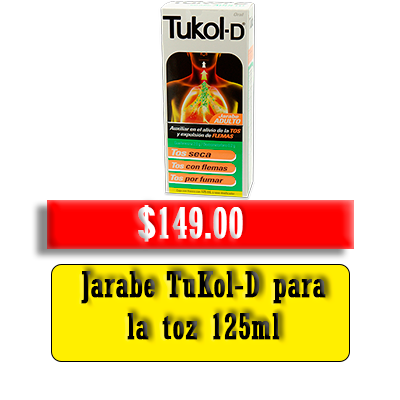 Tukol-D
Jarabe
ADULTO
Auxiliar en el alivio de la TOS
y expulsión de FLEMAS
Tos seca
Tos con flemas
Tos por fumar
$149.00
Jarabe TuKol-D para
la toz 125ml